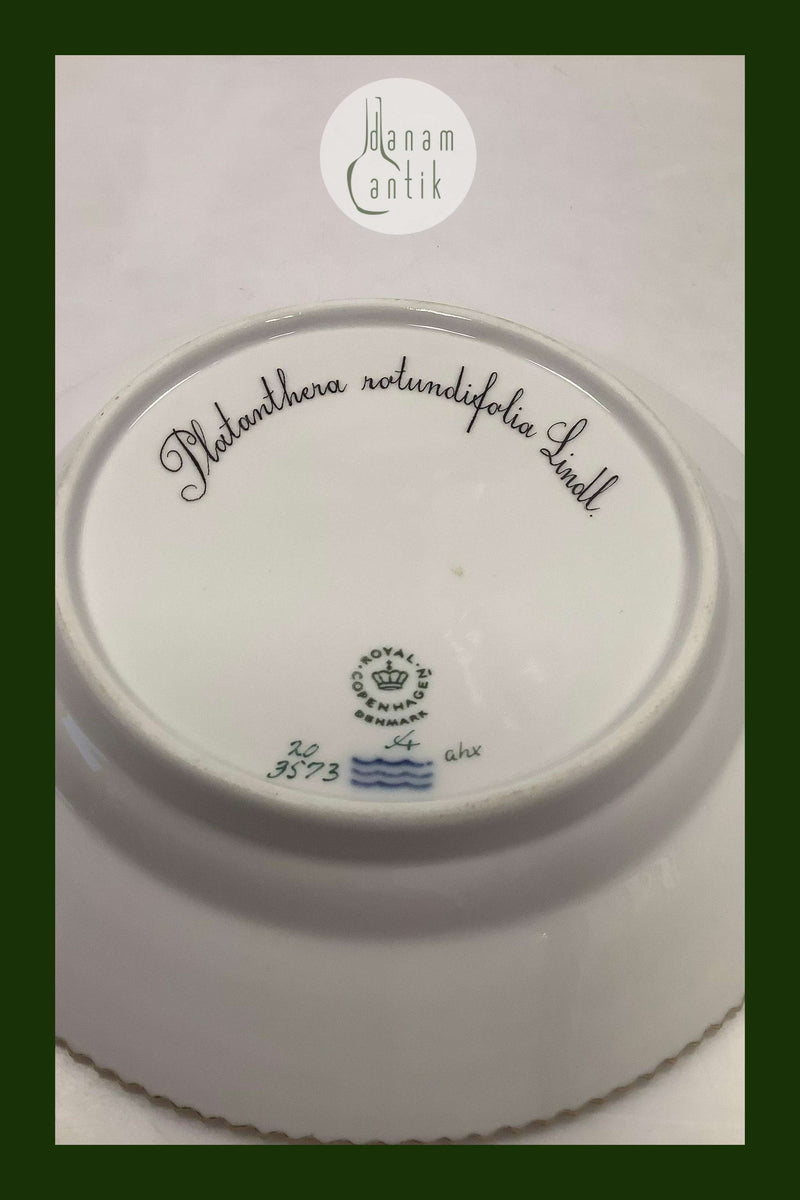 danam
antik
Platanthera rotundifolia Lindl.
ROYAL
COPENHAGEN
DENMARK
20
3573
ahx